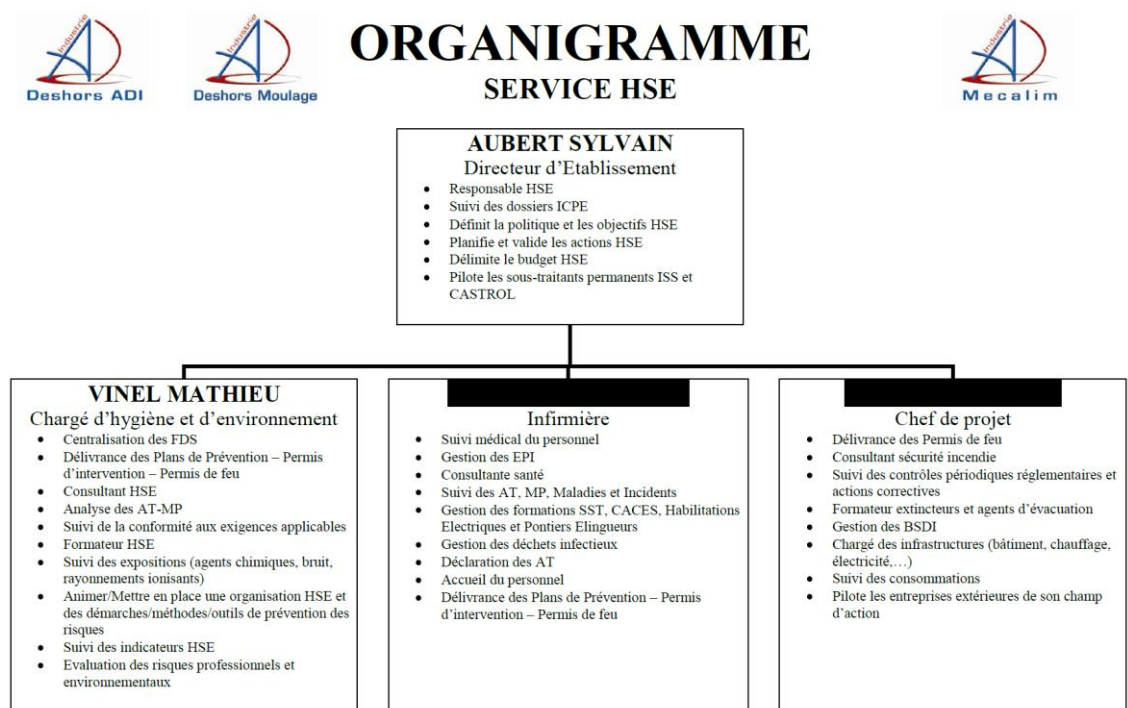 Industrie
Deshors ADI
Industrie
Deshors Moulage
ORGANIGRAMME
SERVICE HSE
Industrie
Mecalim
AUBERT SYLVAIN
Directeur d’Etablissement
• Responsable HSE
• Suivi des dossiers ICPE
• Définit la politique et les objectifs HSE
• Planifie et valide les actions HSE
• Délimite le budget HSE
• Pilote les sous-traitants permanents ISS et
CASTROL
VINEL MATHIEU
Chargé d’hygiène et d’environnement
• Centralisation des FDS
• Délivrance des Plans de Prévention – Permis
d’intervention – Permis de feu
• Consultant HSE
• Analyse des AT-MP
• Suivi de la conformité aux exigences applicables
• Formateur HSE
• Suivi des expositions (agents chimiques, bruit,
rayonnements ionisants)
• Animer/Mettre en place une organisation HSE et
des démarches/méthodes/outils de prévention des
risques
• Suivi des indicateurs HSE
• Evaluation des risques professionnels et
environnementaux
Infirmière
• Suivi médical du personnel
• Gestion des EPI
• Consultante santé
• Suivi des AT, MP, Maladies et Incidents
• Gestion des formations SST, CACES, Habilitations
Electriques et Pontiers Elingueurs
• Gestion des déchets infectieux
• Déclaration des AT
• Accueil du personnel
• Délivrance des Plans de Prévention – Permis
d’intervention – Permis de feu
Chef de projet
• Délivrance des Permis de feu
• Consultant sécurité incendie
• Suivi des contrôles périodiques réglementaires et
actions correctives
• Formateur extincteurs et agents d’évacuation
• Gestion des BSDI
• Chargé des infrastructures (bâtiment, chauffage,
électricité,…)
• Suivi des consommations
• Pilote les entreprises extérieures de son champ
d’action